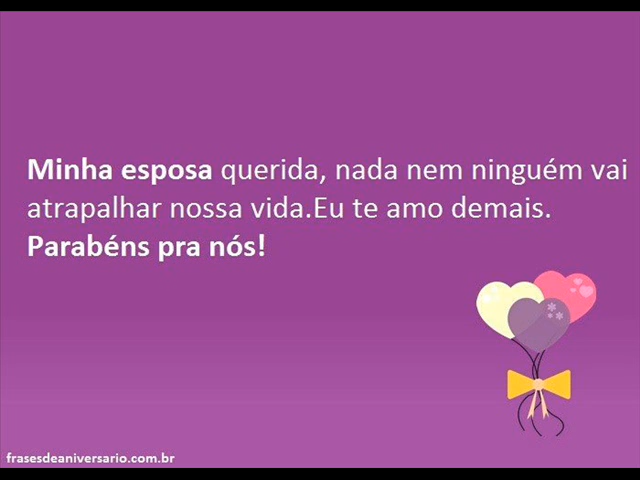 Minha esposa querida, nada nem ninguém vai
atrapalhar nossa vida.Eu te amo demais.
Parabéns pra nós!
frasesdeaniversario.com.br